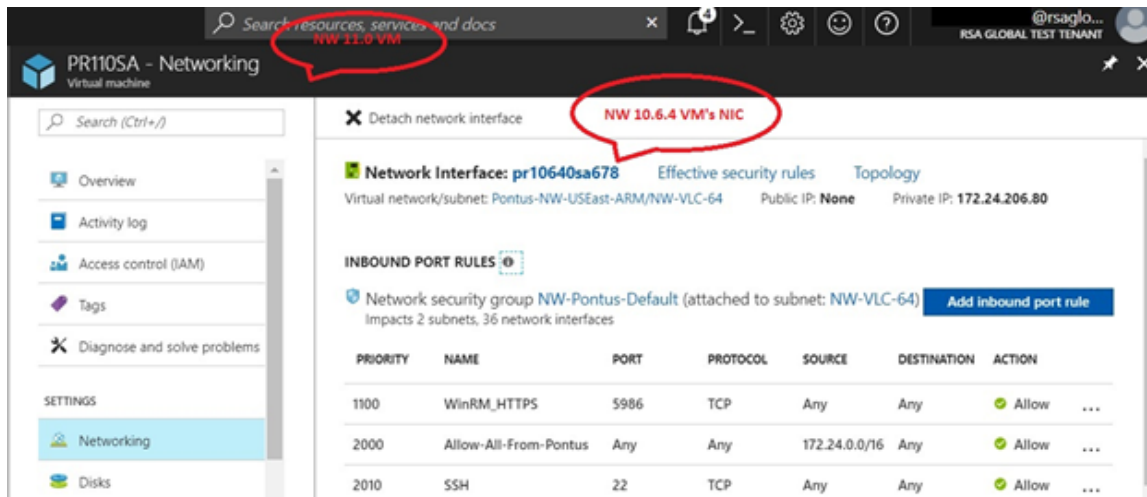 Search resources, services and docs
NW 11.0 VM
4
@rsaglo...
RSA GLOBAL TEST TENANT
PR110SA - Networking
Virtual machine
Search (Ctrl+/)
Overview
Activity log
Access control (IAM)
Tags
Diagnose and solve problems
SETTINGS
Networking
Disks
Detach network interface
NW 10.6.4 VM's NIC
Network Interface: pr10640sa678 Effective security rules Topology
Virtual network/subnet: Pontus-NW-USEast-ARM/NW-VLC-64 Public IP: None Private IP: 172.24.206.80
INBOUND PORT RULES
Network security group NW-Pontus-Default (attached to subnet: NW-VLC-64) Add inbound port rule
Impacts 2 subnets, 36 network interfaces
PRIORITY NAME PORT PROTOCOL SOURCE DESTINATION ACTION
1100 WinRM_HTTPS 5986 TCP Any Any Allow ...
2000 Allow-All-From-Pontus Any Any 172.24.0.0/16 Any Allow ...
2010 SSH 22 TCP Any Any Allow ...